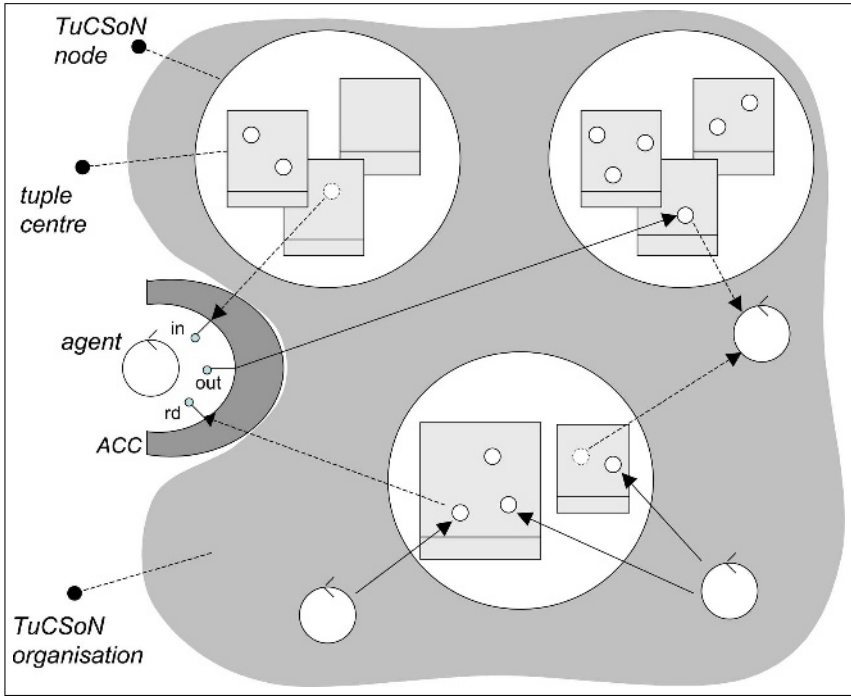 TuCSoN
node
tuple
centre
agent
in
out
rd
ACC
TuCSoN
organisation